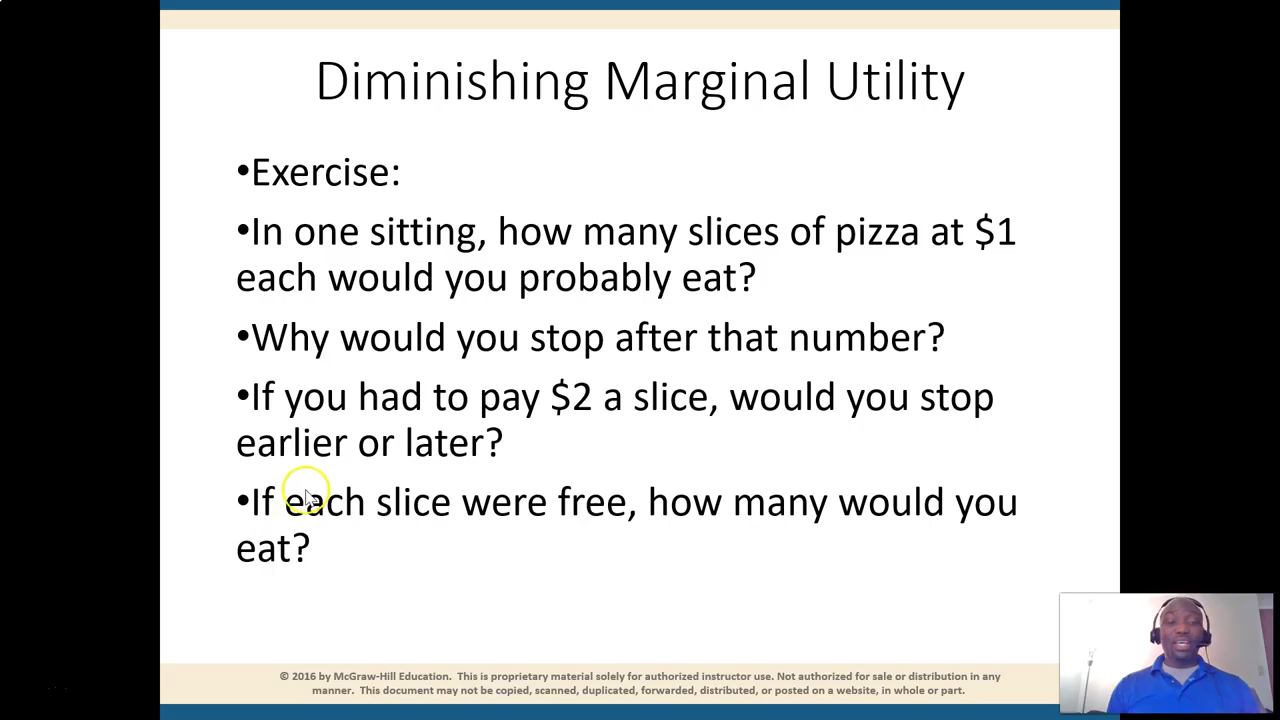 Diminishing Marginal Utility
•Exercise:
•In one sitting, how many slices of pizza at $1
each would you probably eat?
•Why would you stop after that number?
•If you had to pay $2 a slice, would you stop
earlier or later?
•If each slice were free, how many would you
eat?
© 2016 by McGraw-Hill Education. This is proprietary material solely for authorized instructor use. Not authorized for sale or distribution in any
manner. This document may not be copied, scanned, duplicated, forwarded, distributed, or posted on a website, in whole or part.